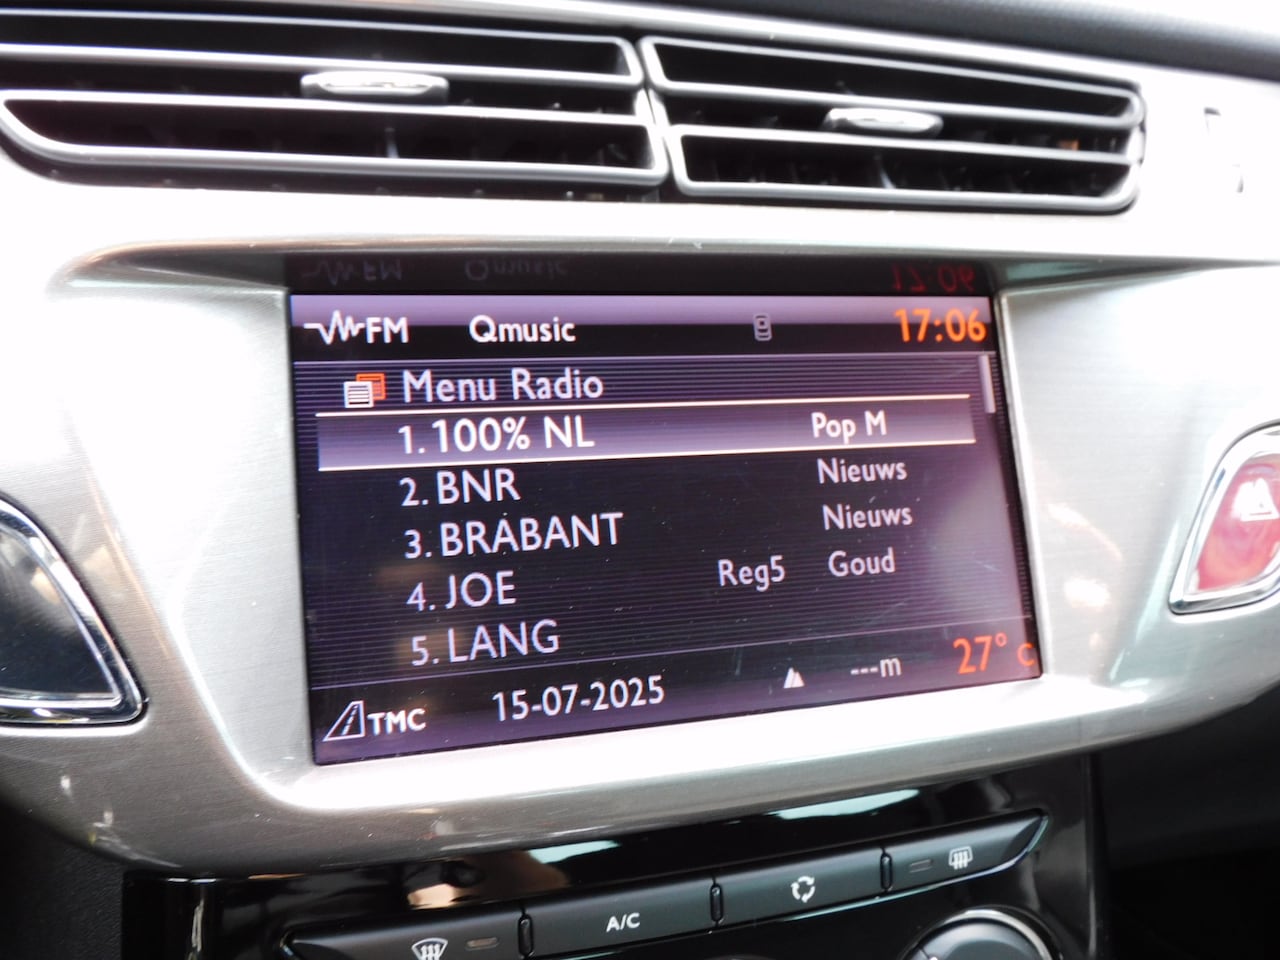 FM Qmusic 17:06
Menu Radio
1. 100% NL Pop M
2. BNR Nieuws
3. BRABANT Nieuws
4. JOE Reg5 Goud
5. LANG
TMC 15-07-2025 ---m 27° C
A/C